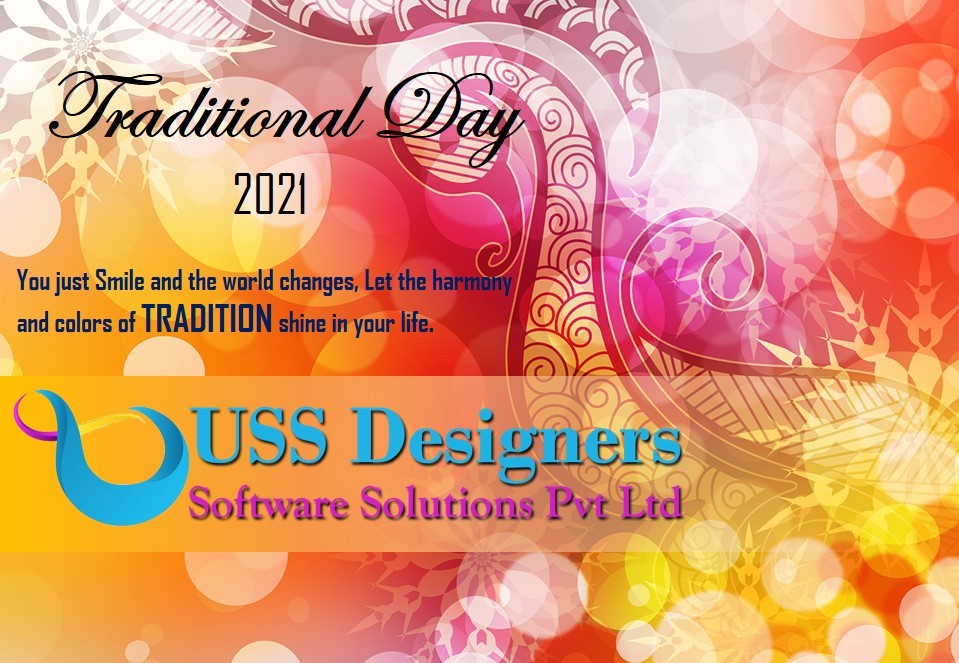 Traditional Day
2021
You just Smile and the world changes, Let the harmony
and colors of TRADITION shine in your life.
USS Designers
Software Solutions Pvt Ltd